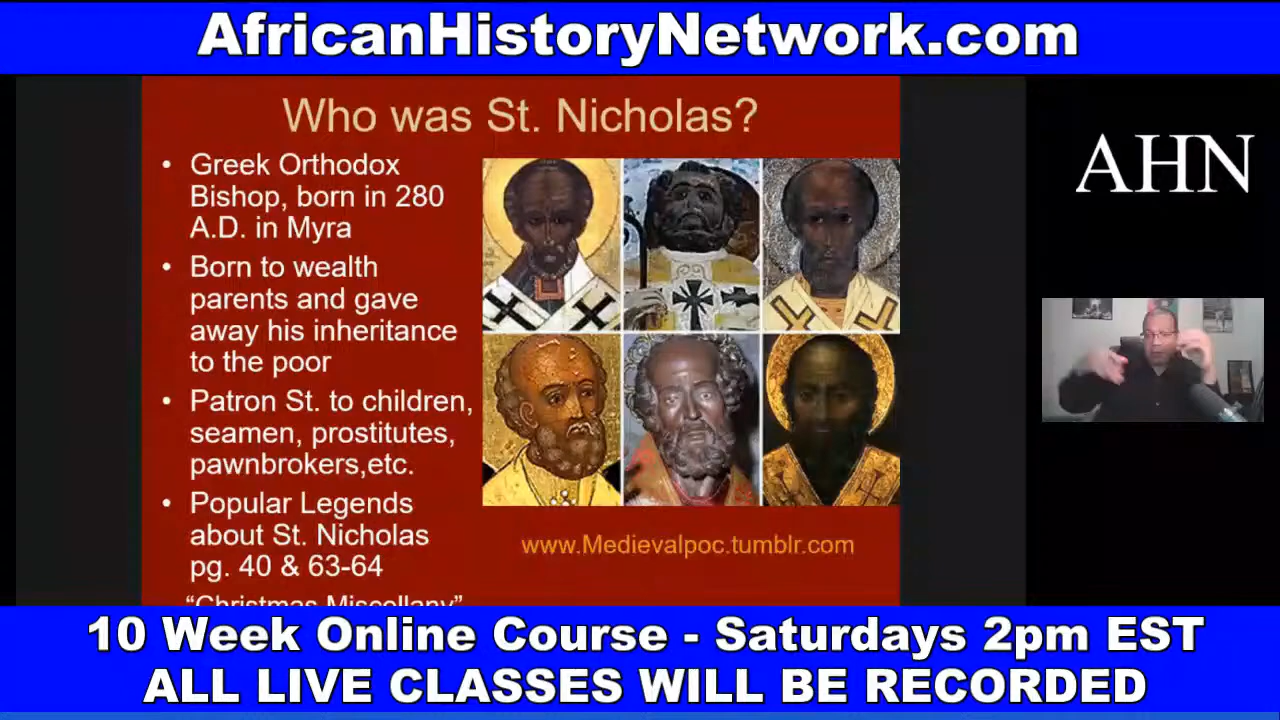 AfricanHistoryNetwork.com
Who was St. Nicholas?
• Greek Orthodox
Bishop, born in 280
A.D. in Myra
• Born to wealth
parents and gave
away his inheritance
to the poor
• Patron St. to children,
seamen, prostitutes,
pawnbrokers,etc.
• Popular Legends
about St. Nicholas
pg. 40 & 63-64
“Christmas Miscellany”
www.Medievalpoc.tumblr.com
AHN
10 Week Online Course - Saturdays 2pm EST
ALL LIVE CLASSES WILL BE RECORDED